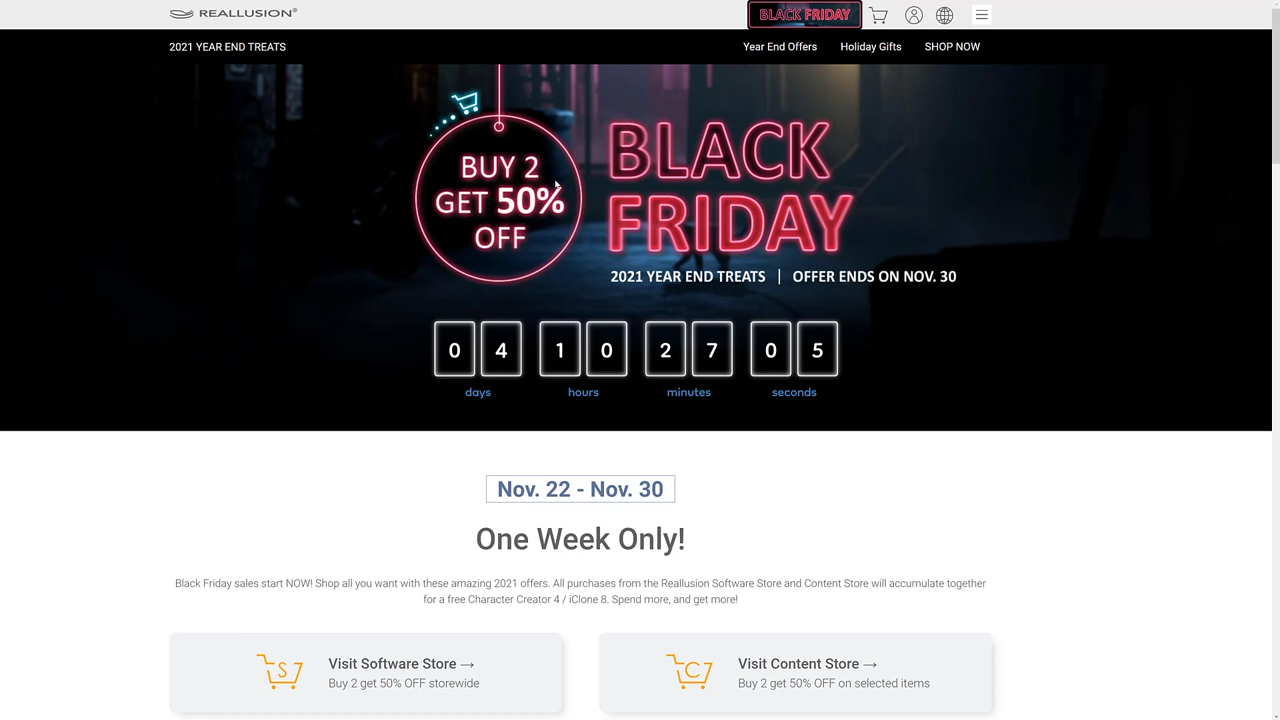 REALLUSION®
BLACK FRIDAY
2021 YEAR END TREATS
Year End Offers
Holiday Gifts
SHOP NOW
BUY 2
GET 50%
OFF
BLACK
FRIDAY
2021 YEAR END TREATS | OFFER ENDS ON NOV. 30
0 4 1 0 2 7 0 5
days hours minutes seconds
Nov. 22 - Nov. 30
One Week Only!
Black Friday sales start NOW! Shop all you want with these amazing 2021 offers. All purchases from the Reallusion Software Store and Content Store will accumulate together
for a free Character Creator 4 / iClone 8. Spend more, and get more!
S
Visit Software Store →
Buy 2 get 50% OFF storewide
C
Visit Content Store →
Buy 2 get 50% OFF on selected items